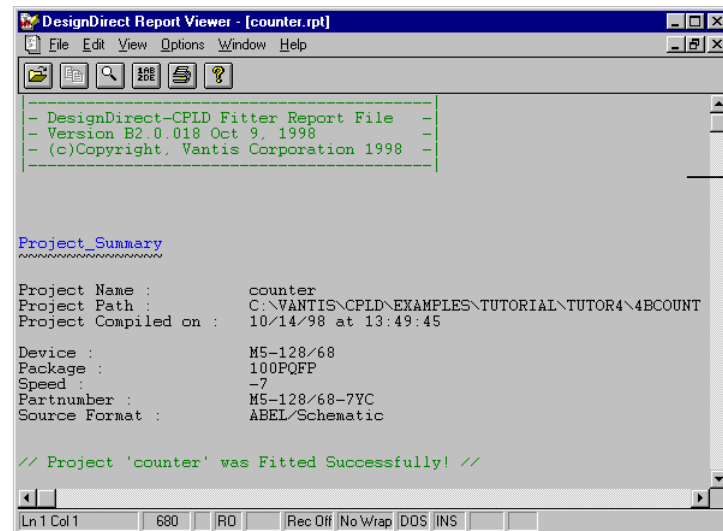 DesignDirect Report Viewer - [counter.rpt]
File Edit View Options Window Help
|------------------------------------------|
|- DesignDirect-CPLD Fitter Report File -|
|- Version B2.0.018 Oct 9, 1998 -|
|- (c)Copyright, Vantis Corporation 1998 -|
|------------------------------------------|
Project_Summary
~~~~~~~~~~~~~~~
Project Name : counter
Project Path : C:\VANTIS\CPLD\EXAMPLES\TUTORIAL\TUTOR4\4BCOUNT
Project Compiled on : 10/14/98 at 13:49:45
Device : M5-128/68
Package : 100PQFP
Speed : -7
Partnumber : M5-128/68-7YC
Source Format : ABEL/Schematic
// Project 'counter' was Fitted Successfully! //
Ln 1 Col 1 680 RO Rec Off No Wrap DOS INS